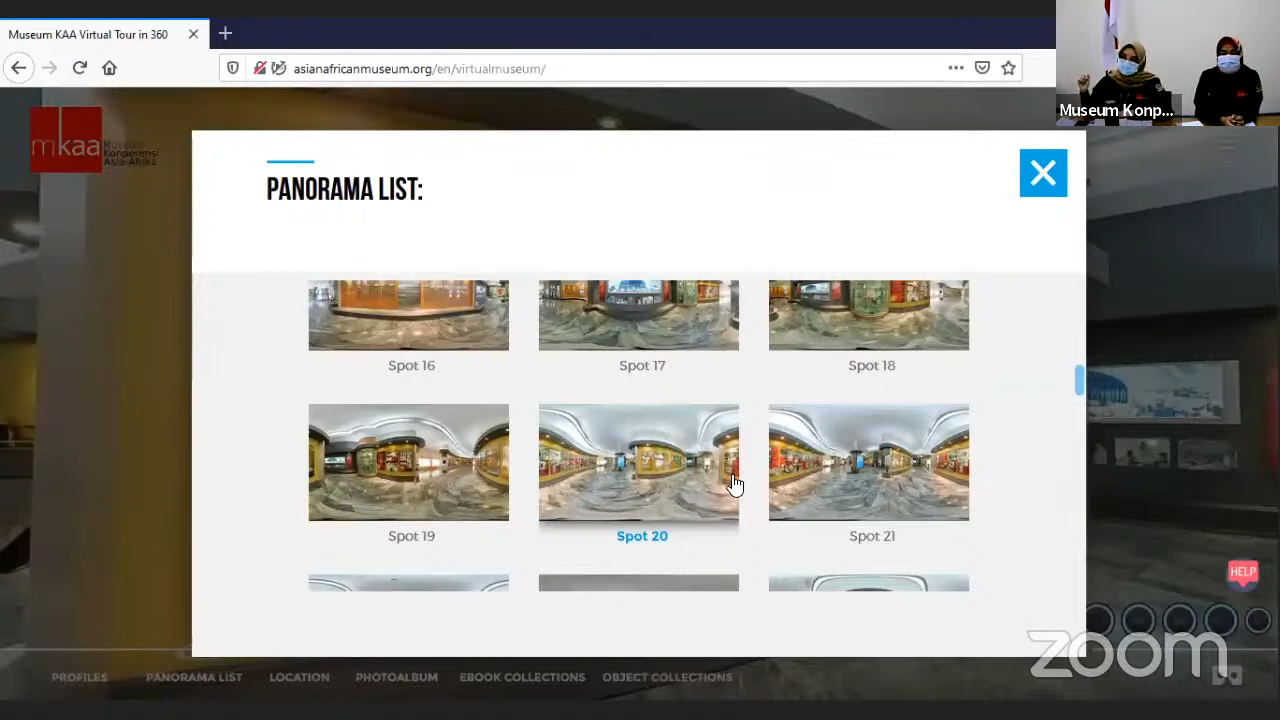 Museum KAA Virtual Tour in 360
asianafricanmuseum.org/en/virtualmuseum/
Museum Konp...
mkaa
Museum
Konperensi
Asia-Afrika
PANORAMA LIST:
Spot 16
Spot 17
Spot 18
Spot 19
Spot 20
Spot 21
HELP
zoom
PROFILES
PANORAMA LIST
LOCATION
PHOTOALBUM
EBOOK COLLECTIONS
OBJECT COLLECTIONS